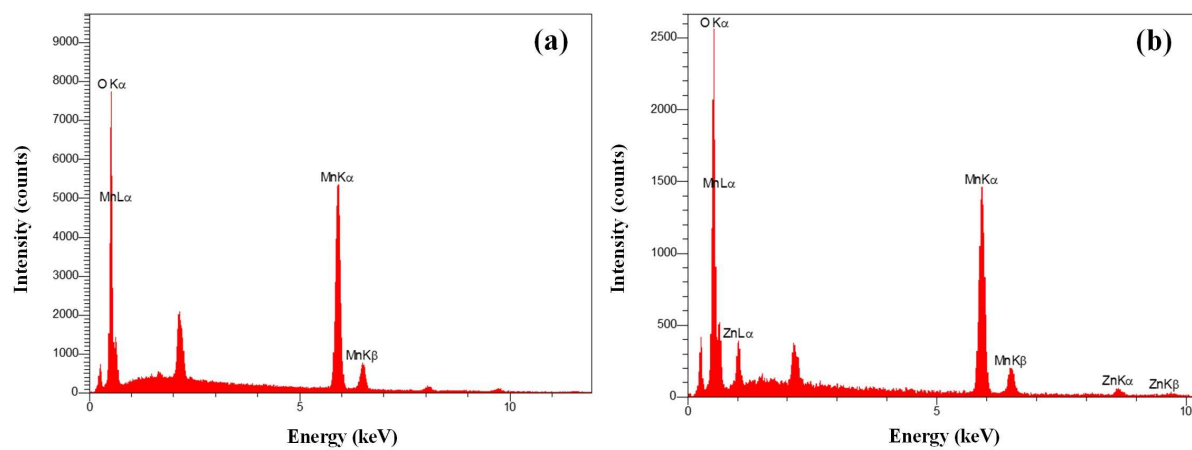 (a)
9000
8000
7000
6000
5000
4000
3000
2000
1000
0
O Kα
MnLα
MnKα
MnKβ
0
5
10
Intensity (counts)
Energy (keV)
(b)
2500
2000
1500
1000
500
0
O Kα
MnLα
ZnLα
MnKα
MnKβ
ZnKα
ZnKβ
0
5
10
Intensity (counts)
Energy (keV)